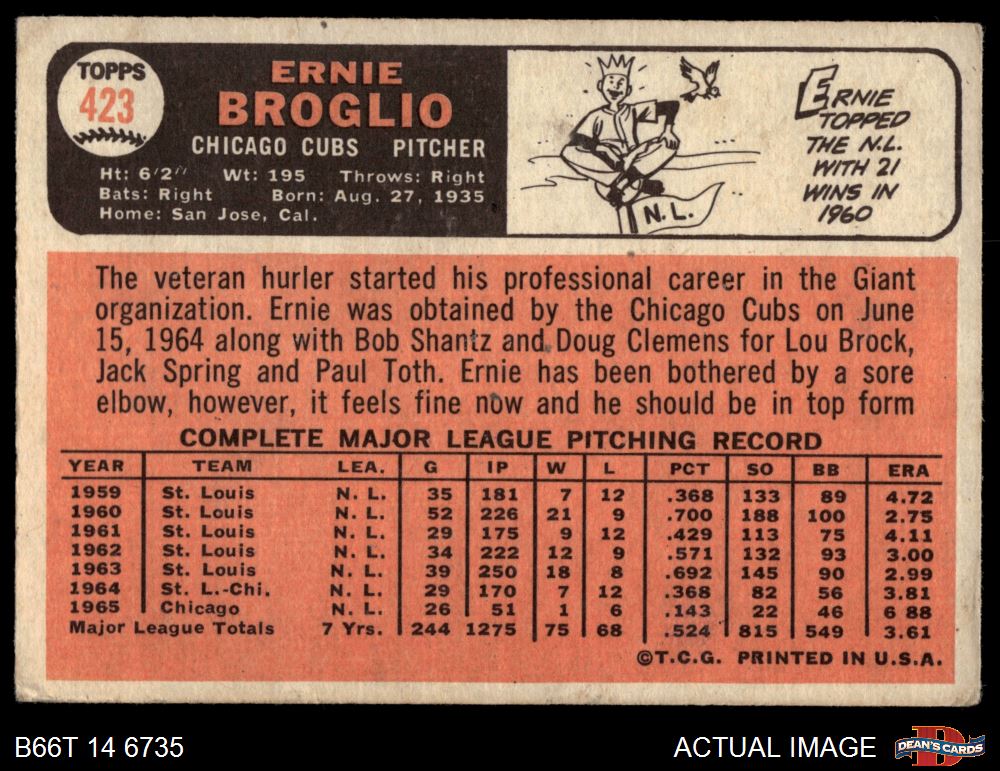 TOPPS
423
ERNIE
BROGLIO
CHICAGO CUBS PITCHER
Ht: 6'2" Wt: 195 Throws: Right
Bats: Right Born: Aug. 27, 1935
Home: San Jose, Cal.
N.L.
ERNIE
TOPPED
THE N.L.
WITH 21
WINS IN
1960
The veteran hurler started his professional career in the Giant
organization. Ernie was obtained by the Chicago Cubs on June
15, 1964 along with Bob Shantz and Doug Clemens for Lou Brock,
Jack Spring and Paul Toth. Ernie has been bothered by a sore
elbow, however, it feels fine now and he should be in top form
COMPLETE MAJOR LEAGUE PITCHING RECORD
YEAR TEAM LEA. G IP W L PCT SO BB ERA
1959 St. Louis N. L. 35 181 7 12 .368 133 89 4.72
1960 St. Louis N. L. 52 226 21 9 .700 188 100 2.75
1961 St. Louis N. L. 29 175 9 12 .429 113 75 4.11
1962 St. Louis N. L. 34 222 12 9 .571 132 93 3.00
1963 St. Louis N. L. 39 250 18 8 .692 145 90 2.99
1964 St. L.-Chi. N. L. 29 170 7 12 .368 82 56 3.81
1965 Chicago N. L. 26 51 1 6 .143 22 46 6 88
Major League Totals 7 Yrs. 244 1275 75 68 .524 815 549 3.61
©T.C.G. PRINTED IN U.S.A.
B66T 14 6735
ACTUAL IMAGE
DEAN'S CARDS